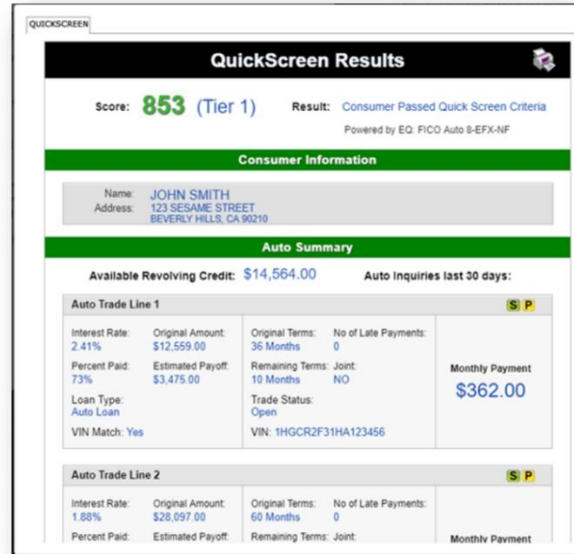 QUICKSCREEN
QuickScreen Results
Score: 853 (Tier 1) Result: Consumer Passed Quick Screen Criteria
Powered by EQ: FICO Auto 8-EFX-NF
Consumer Information
Name: JOHN SMITH
Address: 123 SESAME STREET
BEVERLY HILLS, CA 90210
Auto Summary
Available Revolving Credit: $14,564.00 Auto Inquiries last 30 days:
Auto Trade Line 1 S P
Interest Rate: Original Amount: Original Terms: No of Late Payments:
2.41% $12,559.00 36 Months 0
Percent Paid: Estimated Payoff: Remaining Terms: Joint: Monthly Payment
73% $3,475.00 10 Months NO $362.00
Loan Type: Trade Status:
Auto Loan Open
VIN Match: Yes VIN: 1HGCR2F31HA123456
Auto Trade Line 2 S P
Interest Rate: Original Amount: Original Terms: No of Late Payments:
1.88% $28,097.00 60 Months 0
Percent Paid: Estimated Payoff: Remaining Terms: Joint: Monthly Payment